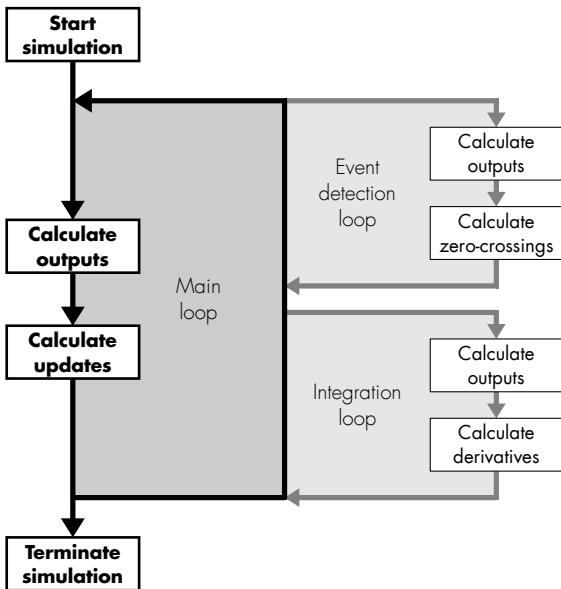 Start
simulation
Calculate
outputs
Event
detection
loop
Calculate
zero-crossings
Calculate
outputs
Main
loop
Calculate
updates
Calculate
outputs
Integration
loop
Calculate
derivatives
Terminate
simulation